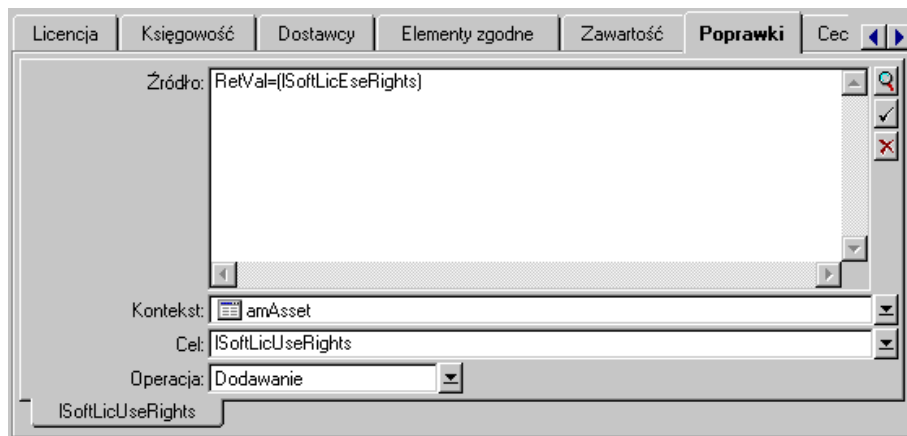 Licencja Księgowość Dostawcy Elementy zgodne Zawartość Poprawki Cec
Źródło: RetVal=(lSoftLicEseRights)
Kontekst: amAsset
Cel: lSoftLicUseRights
Operacja: Dodawanie
lSoftLicUseRights